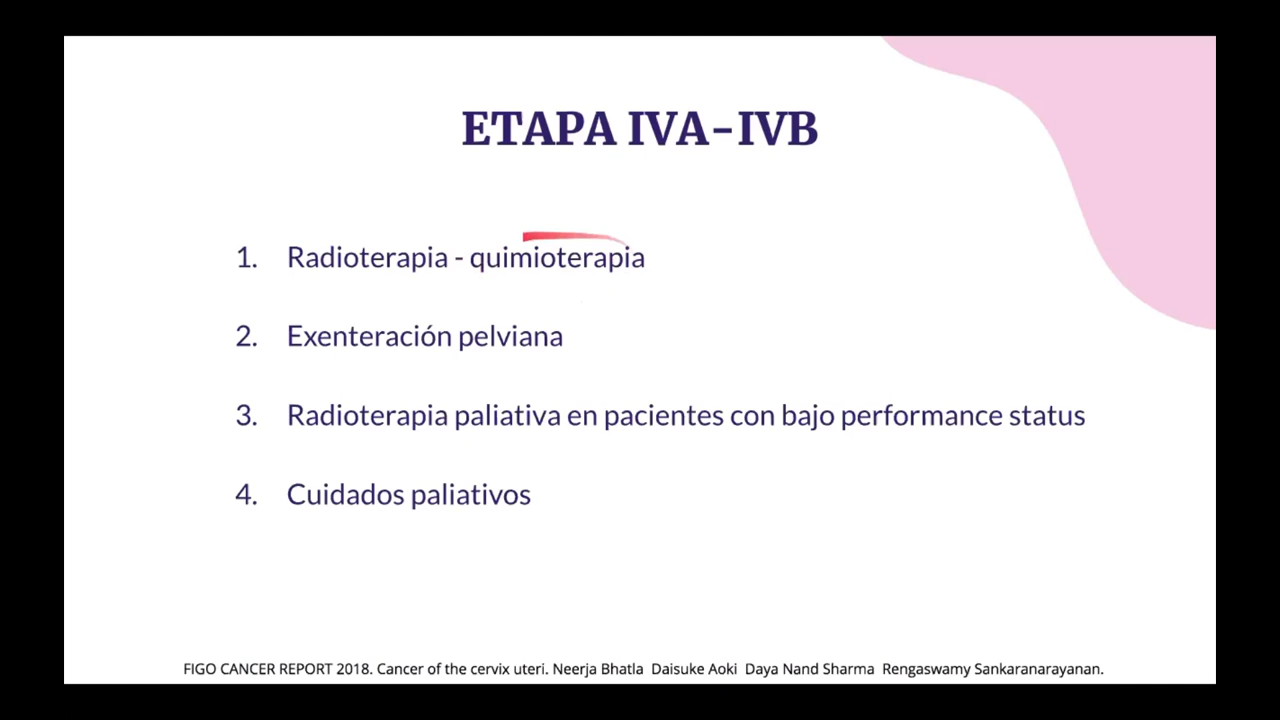 ETAPA IVA-IVB
1. Radioterapia - quimioterapia
2. Exenteración pelviana
3. Radioterapia paliativa en pacientes con bajo performance status
4. Cuidados paliativos
FIGO CANCER REPORT 2018. Cancer of the cervix uteri. Neerja Bhatla Daisuke Aoki Daya Nand Sharma Rengaswamy Sankaranarayanan.